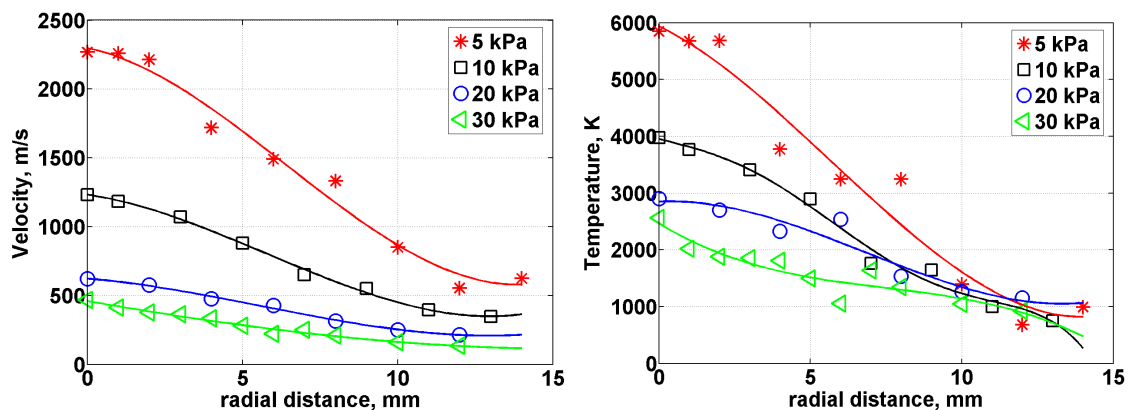 Velocity, m/s
2500
2000
1500
1000
500
0
0 5 10 15
radial distance, mm
5 kPa
10 kPa
20 kPa
30 kPa
Temperature, K
6000
5000
4000
3000
2000
1000
0
0 5 10 15
radial distance, mm
5 kPa
10 kPa
20 kPa
30 kPa